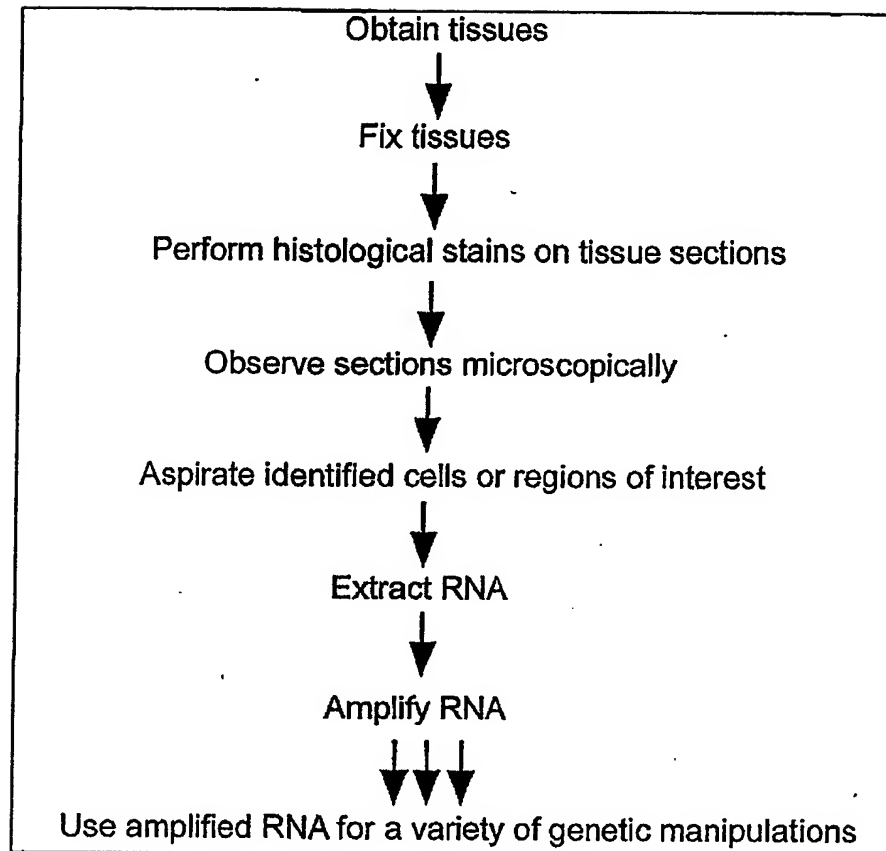 Obtain tissues
Fix tissues
Perform histological stains on tissue sections
Observe sections microscopically
Aspirate identified cells or regions of interest
Extract RNA
Amplify RNA
Use amplified RNA for a variety of genetic manipulations